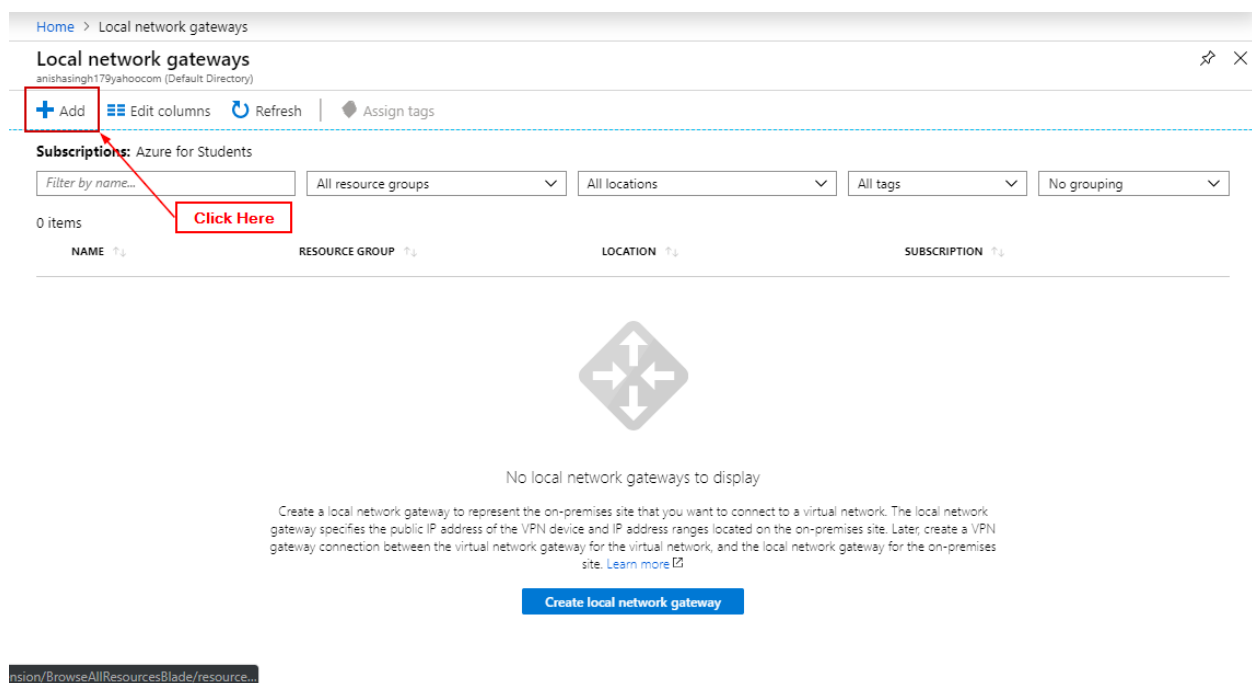 Home > Local network gateways
Local network gateways
anishasingh179yahoocom (Default Directory)
Add Edit columns Refresh Assign tags
Subscriptions: Azure for Students
Filter by name... All resource groups All locations All tags No grouping
Click Here
0 items
NAME RESOURCE GROUP LOCATION SUBSCRIPTION
No local network gateways to display
Create a local network gateway to represent the on-premises site that you want to connect to a virtual network. The local network
gateway specifies the public IP address of the VPN device and IP address ranges located on the on-premises site. Later, create a VPN
gateway connection between the virtual network gateway for the virtual network, and the local network gateway for the on-premises
site. Learn more
Create local network gateway
nsion/BrowseAllResourcesBlade/resource...